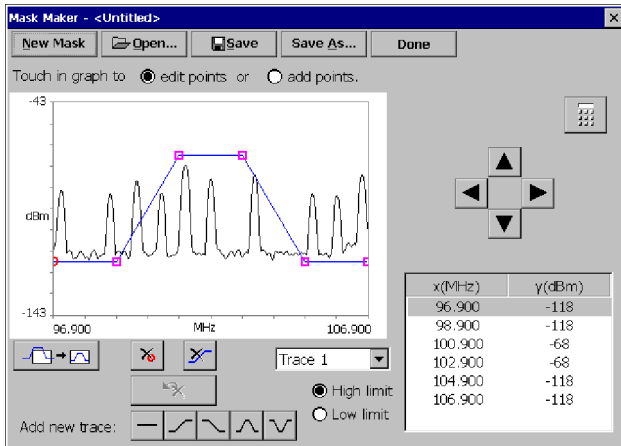 Mask Maker - <Untitled>
New Mask Open... Save Save As... Done
Touch in graph to edit points or add points.
-43
dBm
-143
96.900 MHz 106.900
x(MHz) y(dBm)
96.900 -118
98.900 -118
100.900 -68
102.900 -68
104.900 -118
106.900 -118
Trace 1
High limit
Low limit
Add new trace: